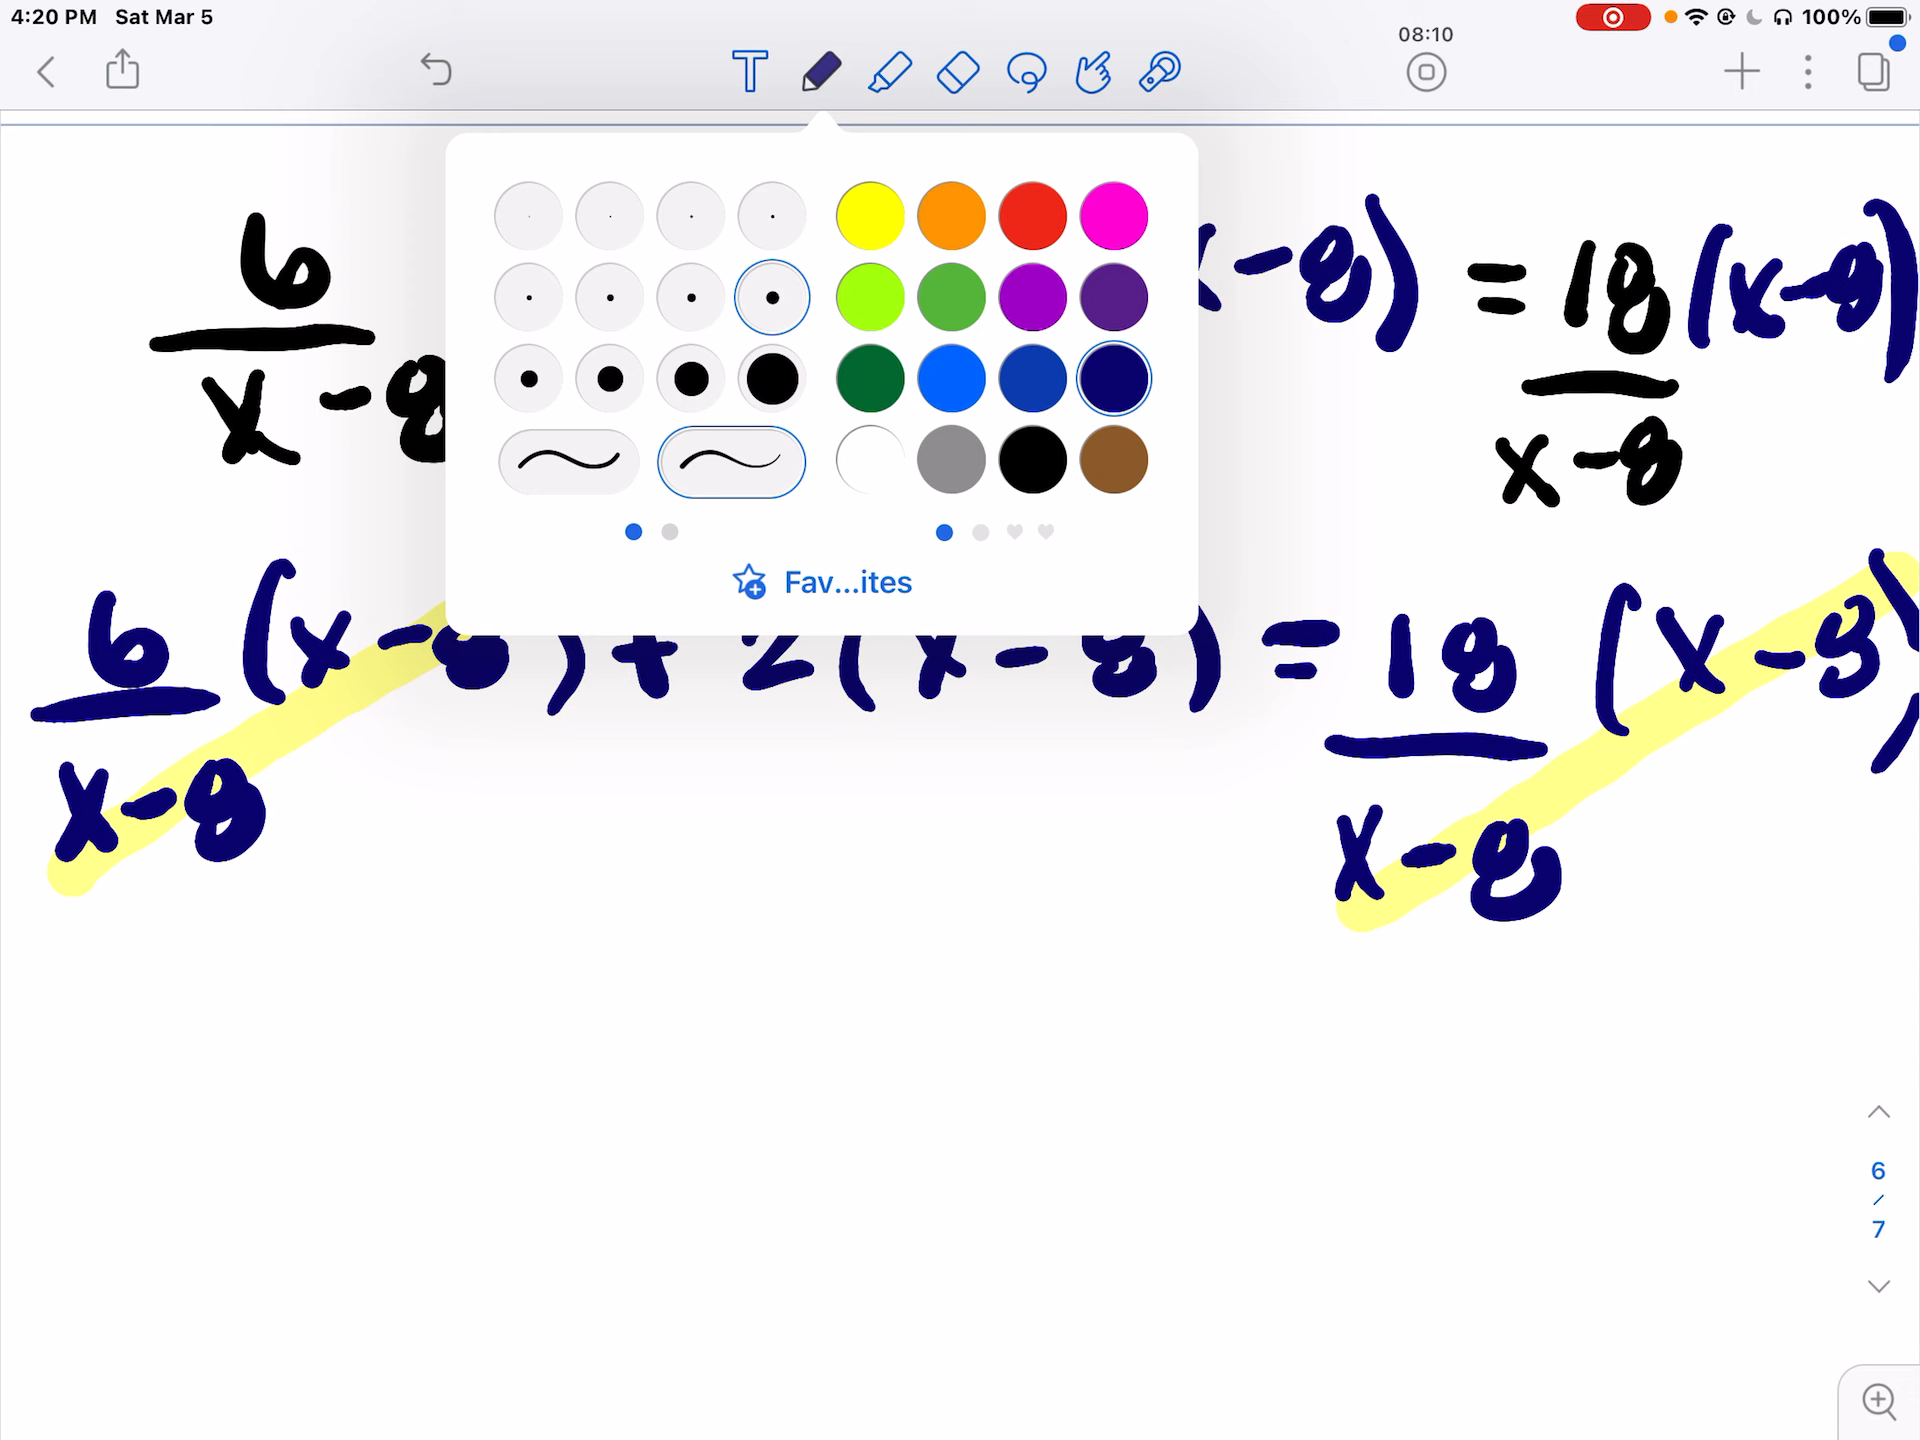 4:20 PM Sat Mar 5 100%
08:10
T
6 x-8) = 18(x-8)
x-8 x-8
Fav...ites
6 (x-8) + 2(x-8) = 18 (x-8)
x-8 x-8
6
/
7